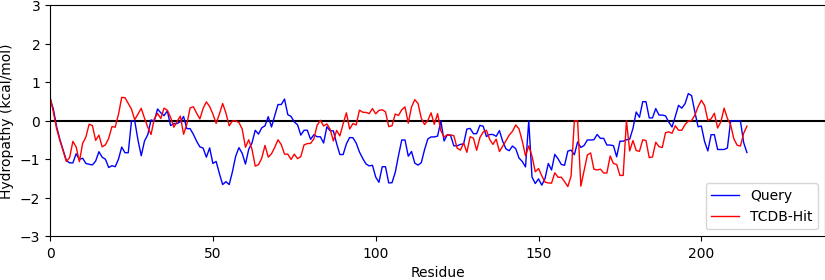 3
2
1
0
−1
−2
−3
Hydropathy (kcal/mol)
Query
TCDB-Hit
0 50 100 150 200
Residue